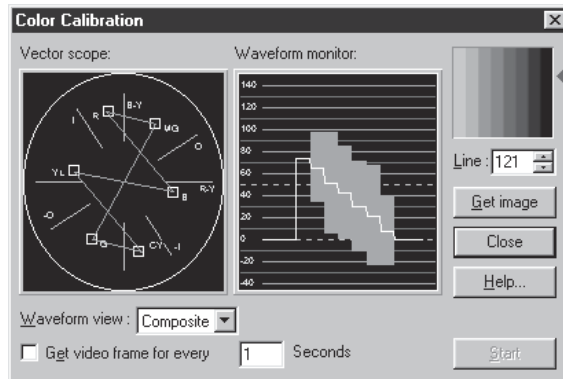 Color Calibration
Vector scope:
Waveform monitor:
B-Y
R
MG
I
Q
YL
R-Y
B
-Q
G
CY
-I
140
120
100
80
60
40
20
0
-20
-40
Line : 121
Get image
Close
Help...
Waveform view : Composite
Get video frame for every 1 Seconds
Start